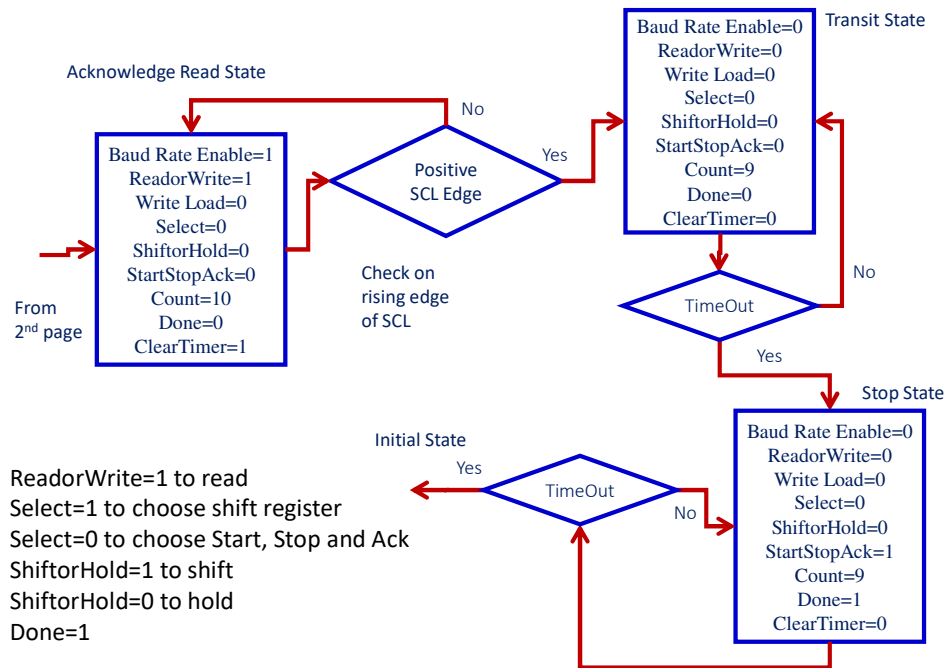 Acknowledge Read State
Baud Rate Enable=1
ReadorWrite=1
Write Load=0
Select=0
ShiftorHold=0
StartStopAck=0
Count=10
Done=0
ClearTimer=1
From
2nd page
No
Positive
SCL Edge
Yes
Check on
rising edge
of SCL
Transit State
Baud Rate Enable=0
ReadorWrite=0
Write Load=0
Select=0
ShiftorHold=0
StartStopAck=0
Count=9
Done=0
ClearTimer=0
No
TimeOut
Yes
Stop State
Baud Rate Enable=0
ReadorWrite=0
Write Load=0
Select=0
ShiftorHold=0
StartStopAck=1
Count=9
Done=1
ClearTimer=0
Initial State
Yes
TimeOut
No
ReadorWrite=1 to read
Select=1 to choose shift register
Select=0 to choose Start, Stop and Ack
ShiftorHold=1 to shift
ShiftorHold=0 to hold
Done=1